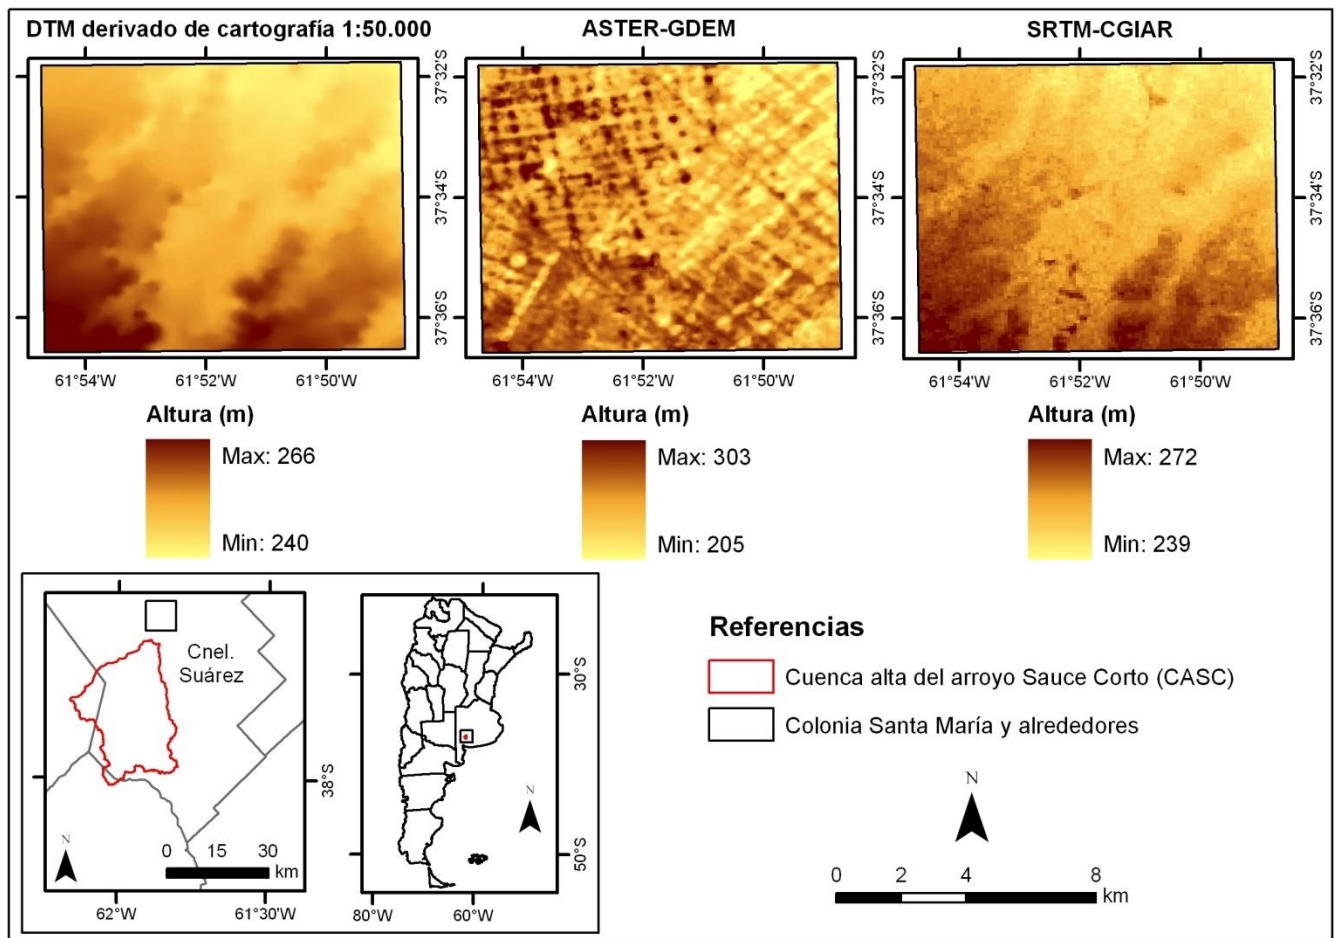 DTM derivado de cartografía 1:50.000
ASTER-GDEM
SRTM-CGIAR
37°32'S
37°34'S
37°36'S
61°54'W
61°52'W
61°50'W
37°32'S
37°34'S
37°36'S
61°54'W
61°52'W
61°50'W
37°32'S
37°34'S
37°36'S
61°54'W
61°52'W
61°50'W
Altura (m)
Max: 266
Min: 240
Altura (m)
Max: 303
Min: 205
Altura (m)
Max: 272
Min: 239
Cnel.
Suárez
38°S
N
0 15 30
km
62°W
61°30'W
30°S
50°S
N
80°W
60°W
Referencias
Cuenca alta del arroyo Sauce Corto (CASC)
Colonia Santa María y alrededores
N
0 2 4 8
km